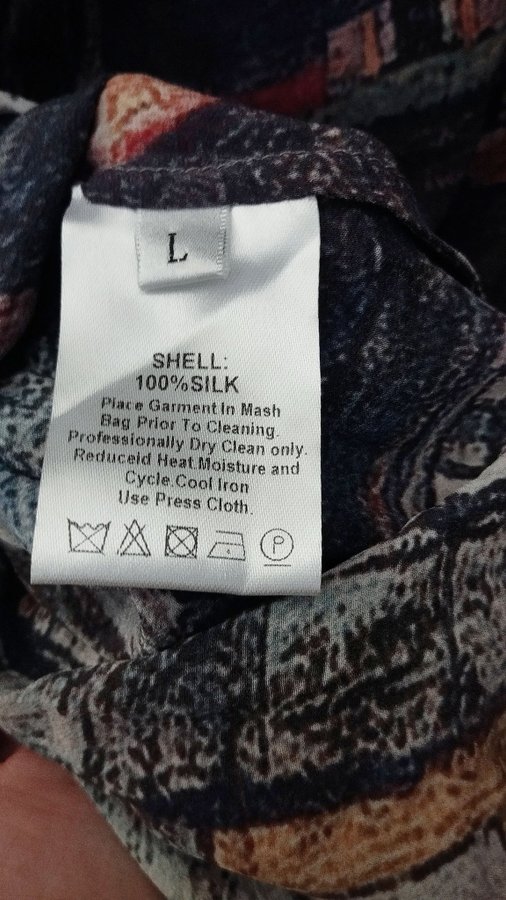 L
SHELL:
100%SILK
Place Garment In Mash
Bag Prior To Cleaning.
Professionally Dry Clean only.
Reduceid Heat.Moisture and
Cycle.Cool Iron
Use Press Cloth.
P